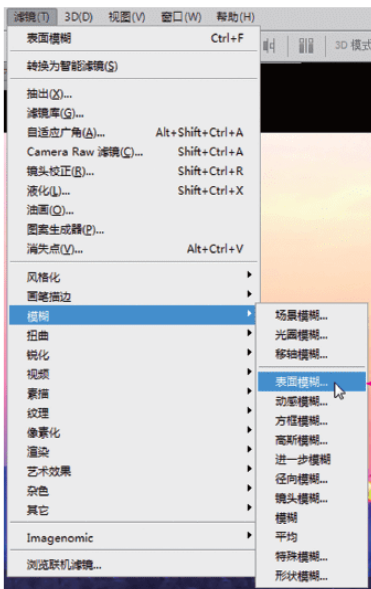 滤镜(T) 3D(D) 视图(V) 窗口(W) 帮助(H)
表面模糊 Ctrl+F
3D 模式
转换为智能滤镜(S)
抽出(X)...
滤镜库(G)...
自适应广角(A)... Alt+Shift+Ctrl+A
Camera Raw 滤镜(C)... Shift+Ctrl+A
镜头校正(R)... Shift+Ctrl+R
液化(L)... Shift+Ctrl+X
油画(O)...
图案生成器(P)...
消失点(V)... Alt+Ctrl+V
风格化
画笔描边
模糊
扭曲
锐化
视频
素描
纹理
像素化
渲染
艺术效果
杂色
其它
Imagenomic
浏览联机滤镜...
场景模糊...
光圈模糊...
移轴模糊...
表面模糊...
动感模糊...
方框模糊...
高斯模糊...
进一步模糊
径向模糊...
镜头模糊...
模糊
平均
特殊模糊...
形状模糊...